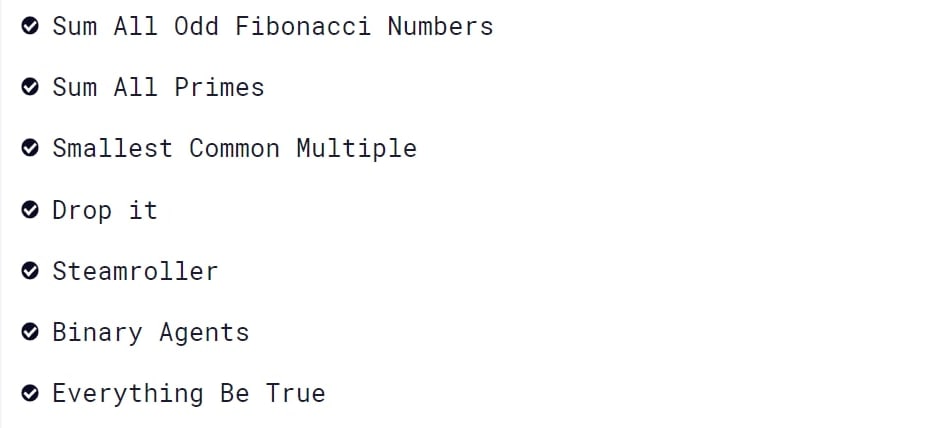 Sum All Odd Fibonacci Numbers
Sum All Primes
Smallest Common Multiple
Drop it
Steamroller
Binary Agents
Everything Be True